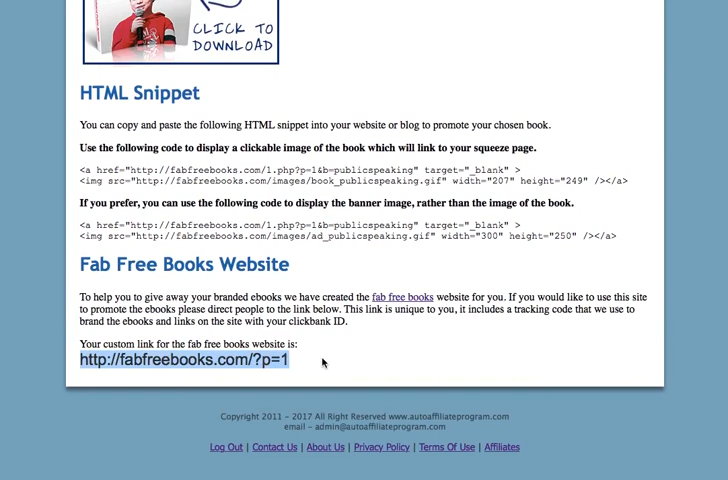 CLICK TO
DOWNLOAD
HTML Snippet
You can copy and paste the following HTML snippet into your website or blog to promote your chosen book.
Use the following code to display a clickable image of the book which will link to your squeeze page.
<a href="http://fabfreebooks.com/1.php?p=1&b=publicspeaking" target="_blank" >
<img src="http://fabfreebooks.com/images/book_publicspeaking.gif" width="207" height="249" /></a>
If you prefer, you can use the following code to display the banner image, rather than the image of the book.
<a href="http://fabfreebooks.com/1.php?p=1&b=publicspeaking" target="_blank" >
<img src="http://fabfreebooks.com/images/ad_publicspeaking.gif" width="300" height="250" /></a>
Fab Free Books Website
To help you to give away your branded ebooks we have created the fab free books website for you. If you would like to use this site
to promote the ebooks please direct people to the link below. This link is unique to you, it includes a tracking code that we use to
brand the ebooks and links on the site with your clickbank ID.
Your custom link for the fab free books website is:
http://fabfreebooks.com/?p=1
Copyright 2011 - 2017 All Right Reserved www.autoaffiliateprogram.com
email - admin@autoaffiliateprogram.com
Log Out | Contact Us | About Us | Privacy Policy | Terms Of Use | Affiliates